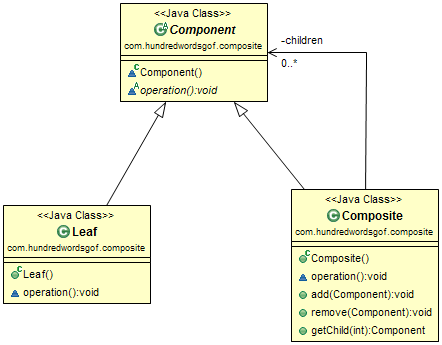 <<Java Class>>
Component
com.hundredwordsgof.composite
Component()
operation():void
-children
0..*
<<Java Class>>
Leaf
com.hundredwordsgof.composite
Leaf()
operation():void
<<Java Class>>
Composite
com.hundredwordsgof.composite
Composite()
operation():void
add(Component):void
remove(Component):void
getChild(int):Component